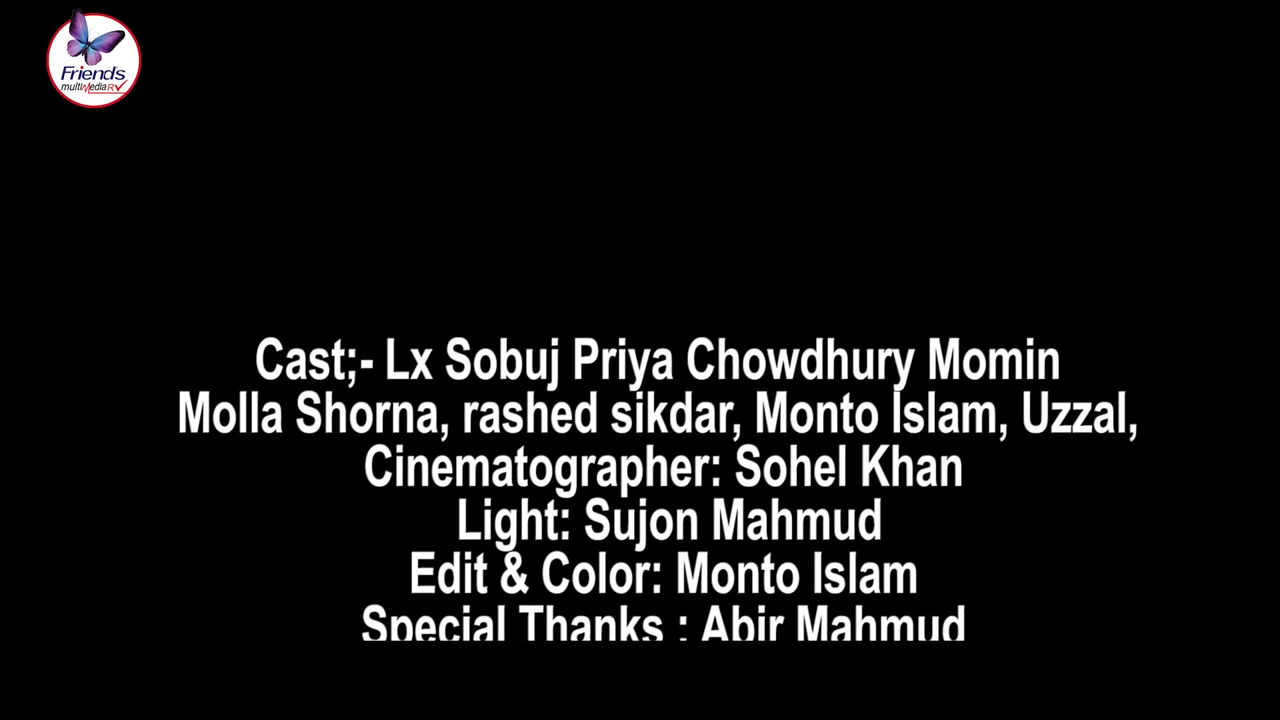 Friends
multiMediaRV
Cast;- Lx Sobuj Priya Chowdhury Momin
Molla Shorna, rashed sikdar, Monto Islam, Uzzal,
Cinematographer: Sohel Khan
Light: Sujon Mahmud
Edit & Color: Monto Islam
Special Thanks : Abir Mahmud